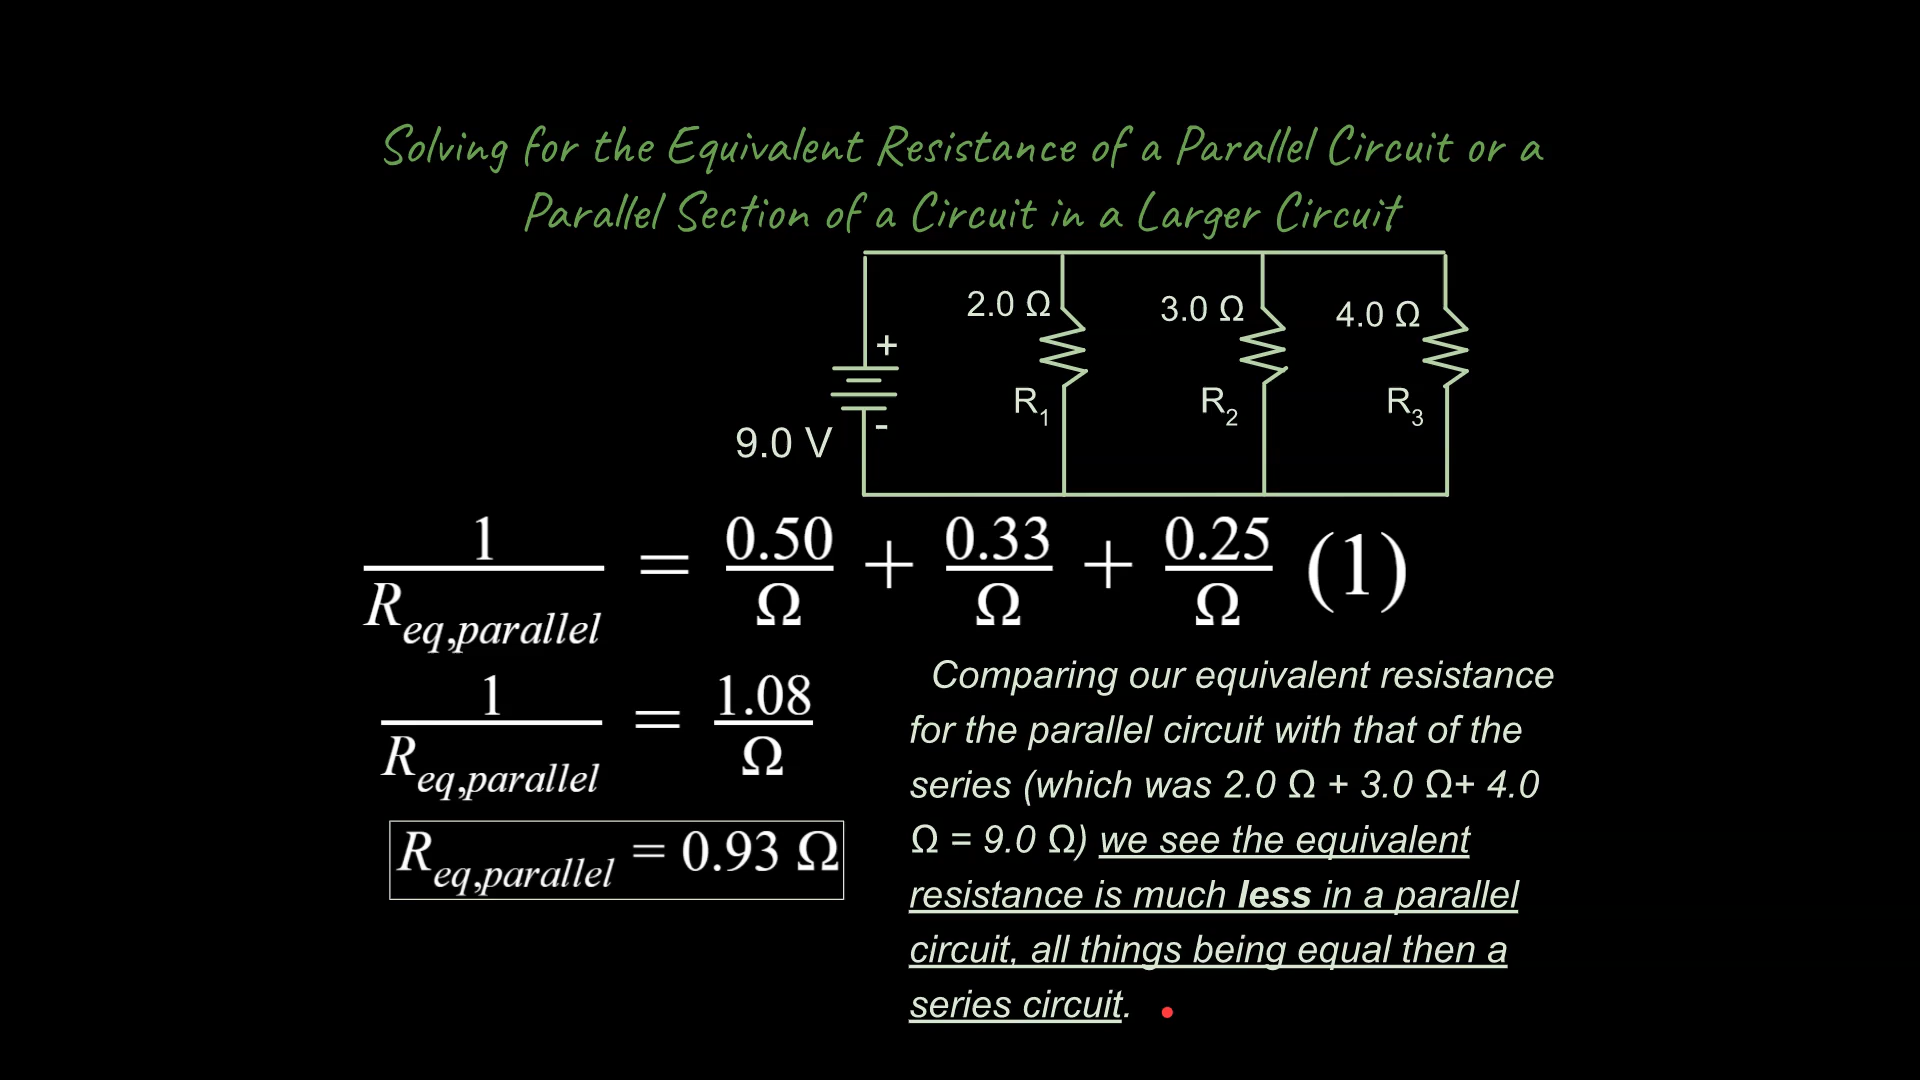 Solving for the Equivalent Resistance of a Parallel Circuit or a
Parallel Section of a Circuit in a Larger Circuit
2.0 Ω 3.0 Ω 4.0 Ω
+
R1 R2 R3
-
9.0 V
1/R_eq,parallel = 0.50/Ω + 0.33/Ω + 0.25/Ω (1)
1/R_eq,parallel = 1.08/Ω
R_eq,parallel = 0.93 Ω
Comparing our equivalent resistance
for the parallel circuit with that of the
series (which was 2.0 Ω + 3.0 Ω+ 4.0
Ω = 9.0 Ω) we see the equivalent
resistance is much less in a parallel
circuit, all things being equal then a
series circuit.